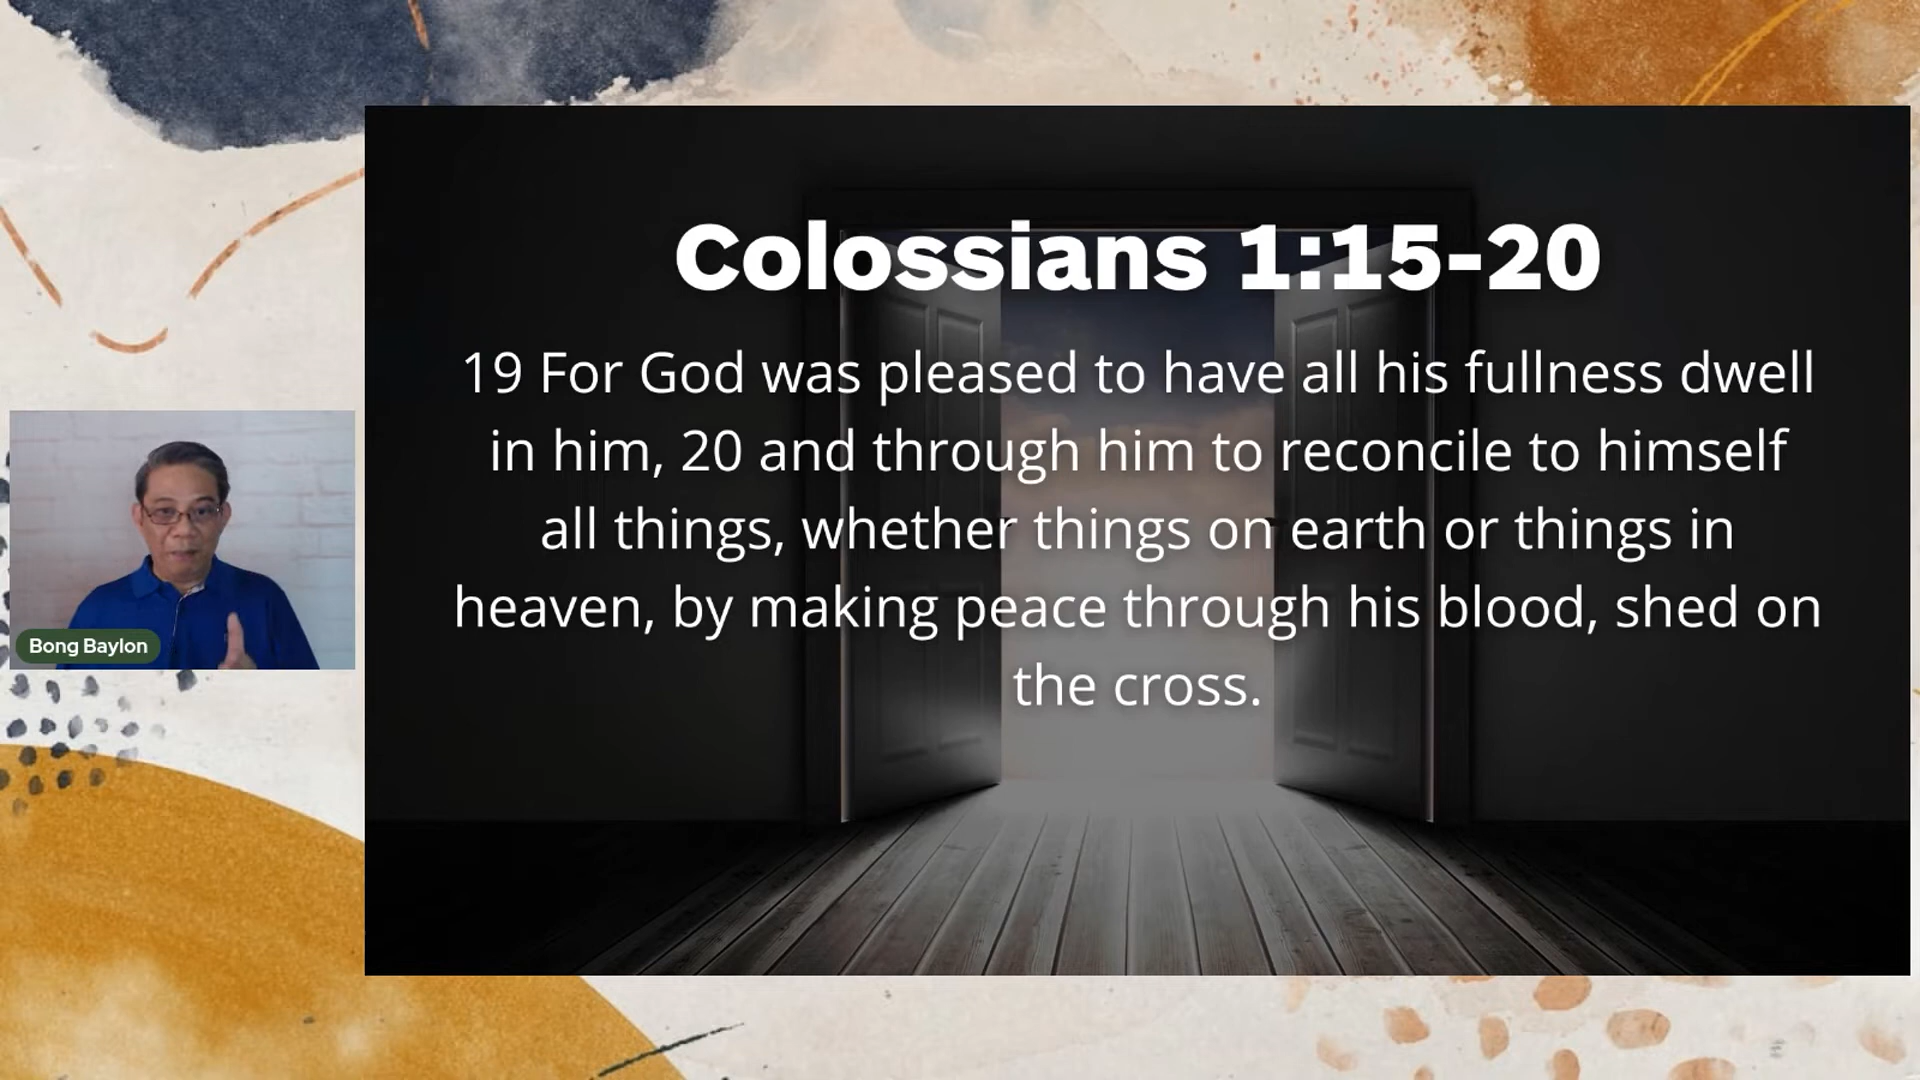 Colossians 1:15-20
19 For God was pleased to have all his fullness dwell
in him, 20 and through him to reconcile to himself
all things, whether things on earth or things in
heaven, by making peace through his blood, shed on
the cross.
Bong Baylon